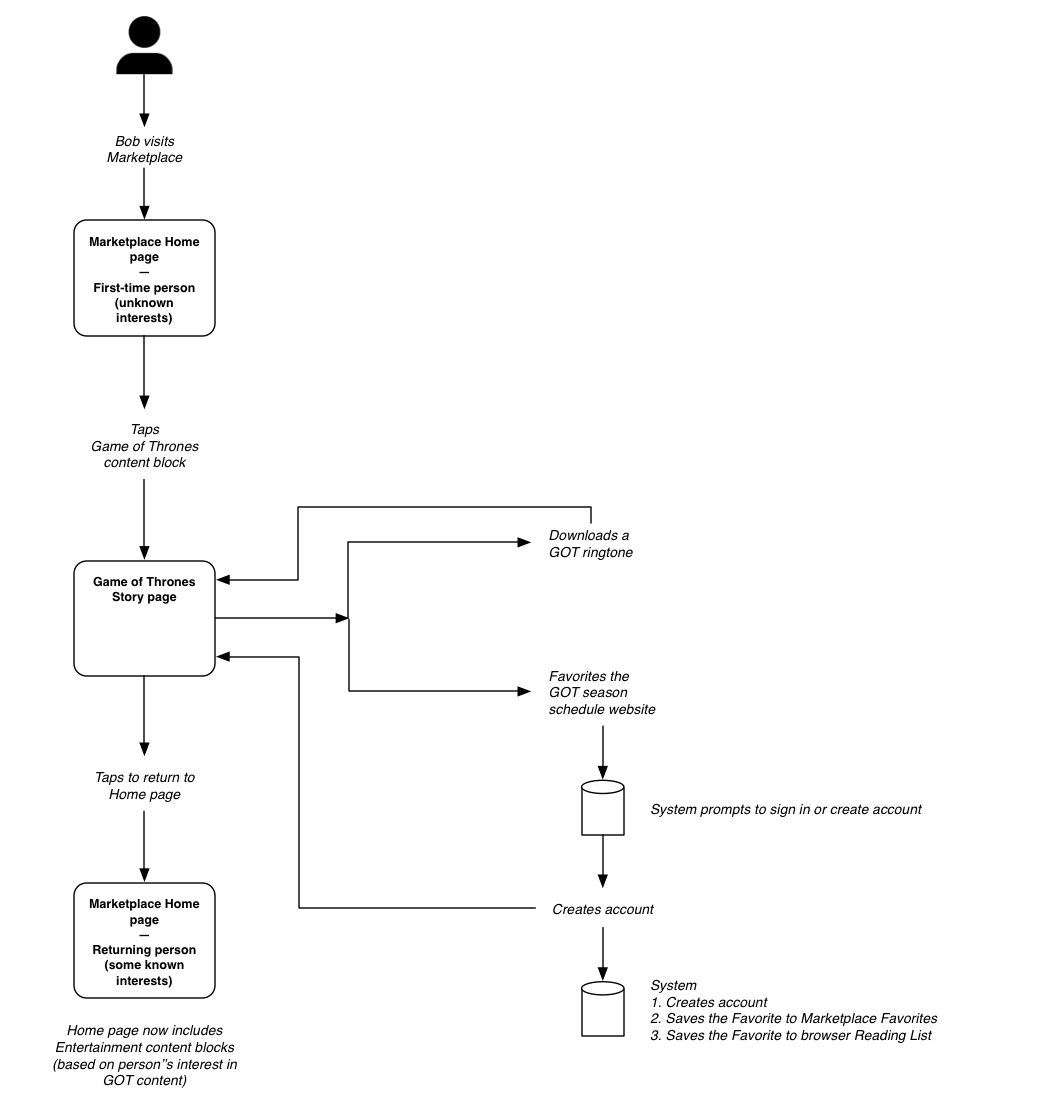 Bob visits
Marketplace
Marketplace Home
page
—
First-time person
(unknown
interests)
Taps
Game of Thrones
content block
Downloads a
GOT ringtone
Game of Thrones
Story page
Favorites the
GOT season
schedule website
Taps to return to
Home page
System prompts to sign in or create account
Marketplace Home
page
—
Returning person
(some known
interests)
Creates account
System
1. Creates account
2. Saves the Favorite to Marketplace Favorites
3. Saves the Favorite to browser Reading List
Home page now includes
Entertainment content blocks
(based on person''s interest in
GOT content)